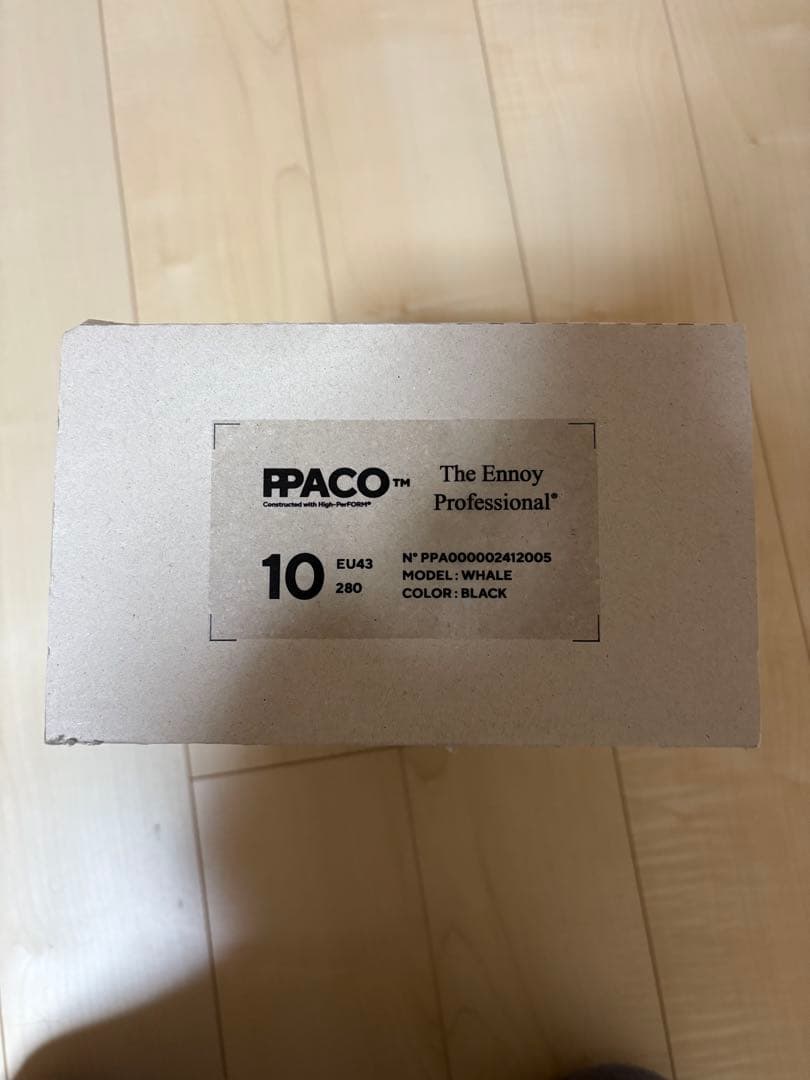 PPACO™
Constructed with High-PerFORM®
The Ennoy
Professional®
10
EU43
280
N° PPA000002412005
MODEL : WHALE
COLOR : BLACK